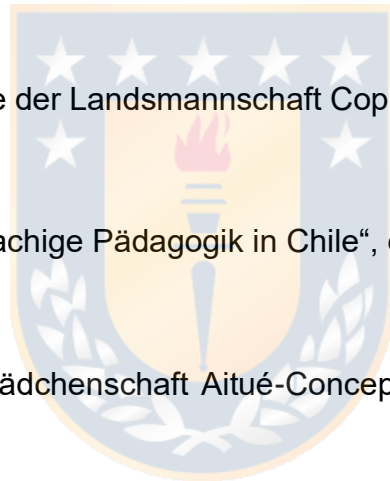 e der Landsmannschaft Cop
achige Pädagogik in Chile“,
ädchenschaft Aitué-Concep